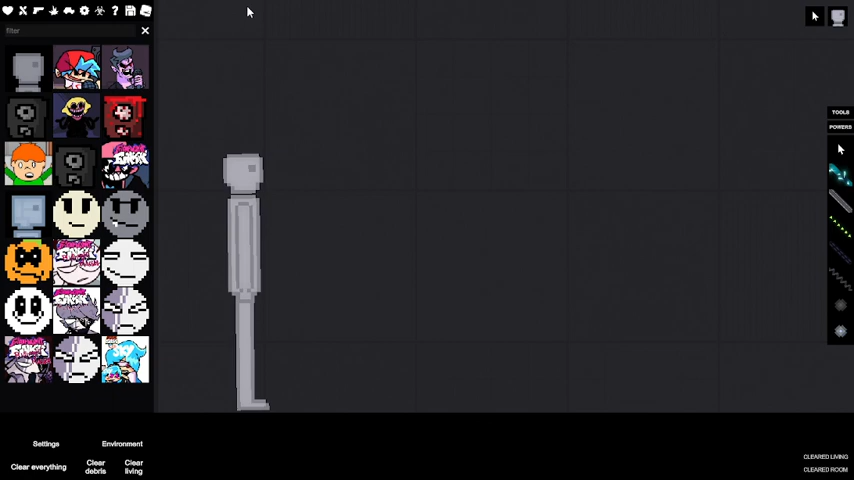 filter
TOOLS
POWERS
Settings
Environment
Clear everything
Clear debris
Clear living
CLEARED LIVING
CLEARED ROOM